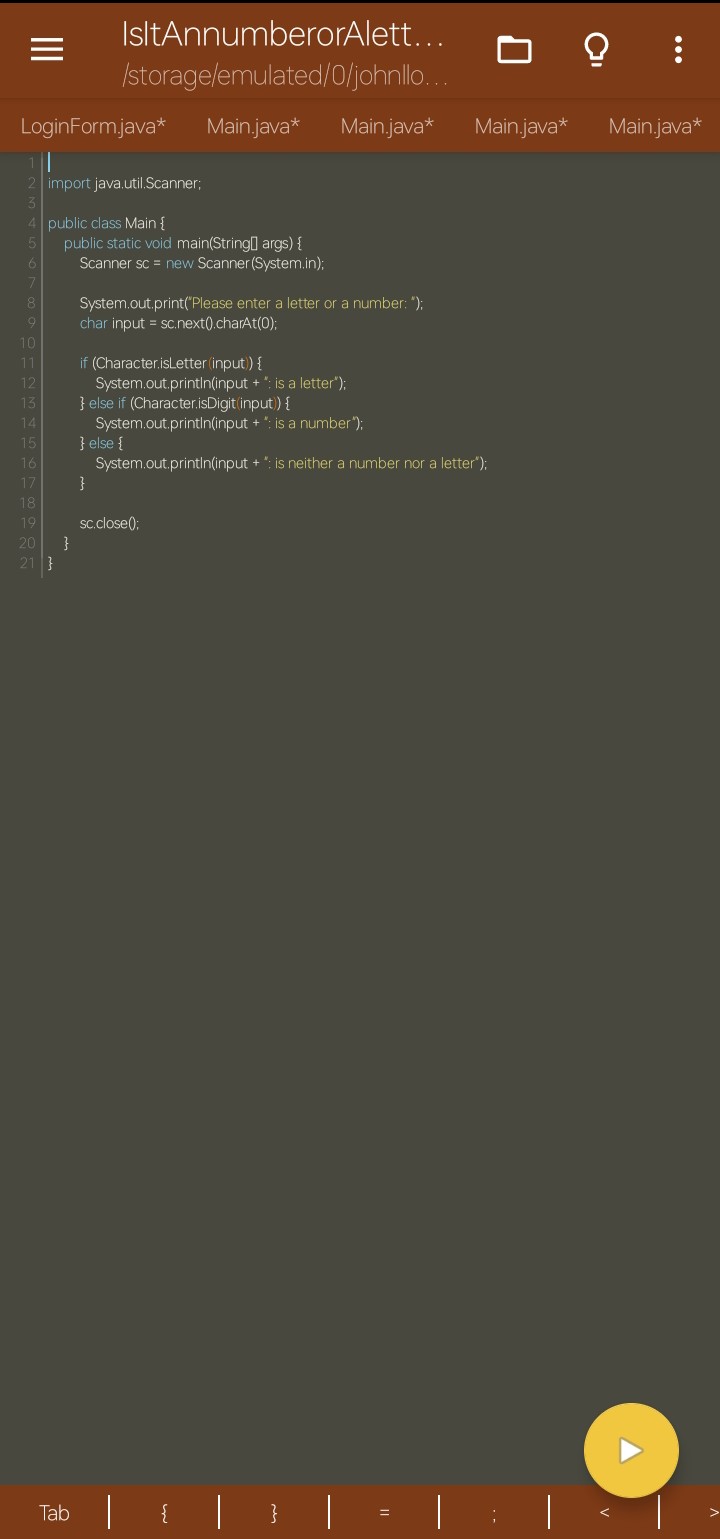 IsItAnnumberorAlett...
/storage/emulated/0/johnllo...
LoginForm.java* Main.java* Main.java* Main.java* Main.java*
1
2 import java.util.Scanner;
3
4 public class Main {
5 public static void main(String[] args) {
6 Scanner sc = new Scanner(System.in);
7
8 System.out.print("Please enter a letter or a number: ");
9 char input = sc.next().charAt(0);
10
11 if (Character.isLetter(input)) {
12 System.out.println(input + ": is a letter");
13 } else if (Character.isDigit(input)) {
14 System.out.println(input + ": is a number");
15 } else {
16 System.out.println(input + ": is neither a number nor a letter");
17 }
18
19 sc.close();
20 }
21 }
Tab { } = ; < >